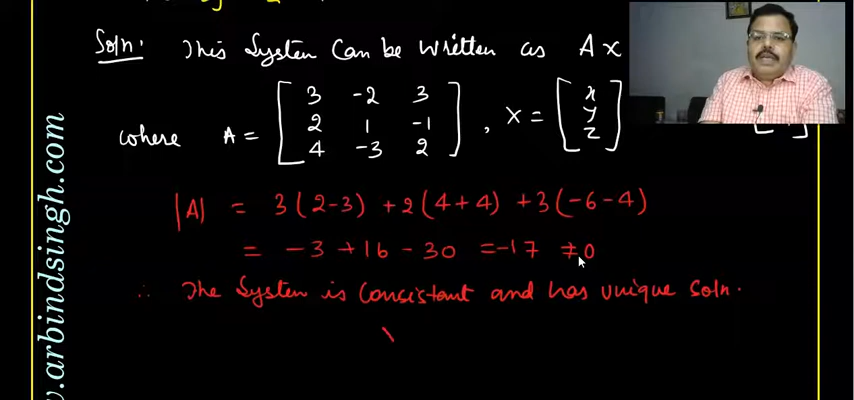 Soln: This System Can be written as A x
where A = [ 3 -2 3 2 1 -1 4 -3 2 ] , X = [ x y z ]
|A| = 3(2-3) +2(4+4) +3(-6-4)
= -3 +16 -30 = -17 ≠0
∴ The System is Consistant and has unique Soln.
w.arbindsingh.com